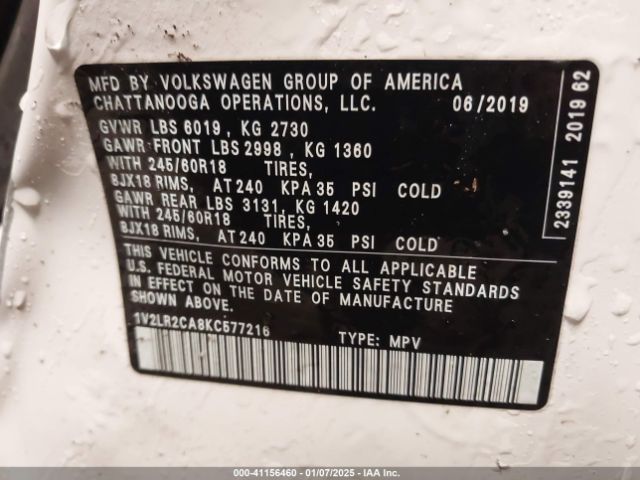 MFD BY VOLKSWAGEN GROUP OF AMERICA
CHATTANOOGA OPERATIONS, LLC. 06/2019
GVWR LBS 6019, KG 2730
GAWR FRONT LBS 2998, KG 1360
WITH 245/60R18 TIRES,
BJX18 RIMS, AT 240 KPA 35 PSI COLD
GAWR REAR LBS 3131, KG 1420
WITH 245/60R18 TIRES,
BJX18 RIMS, AT 240 KPA 35 PSI COLD
THIS VEHICLE CONFORMS TO ALL APPLICABLE
U.S. FEDERAL MOTOR VEHICLE SAFETY STANDARDS
IN EFFECT ON THE DATE OF MANUFACTURE
SHOWN ABOVE.
1V2LR2CA8KC577216 TYPE: MPV
2339141 2019 62
000-41156460 - 01/07/2025 - IAA Inc.